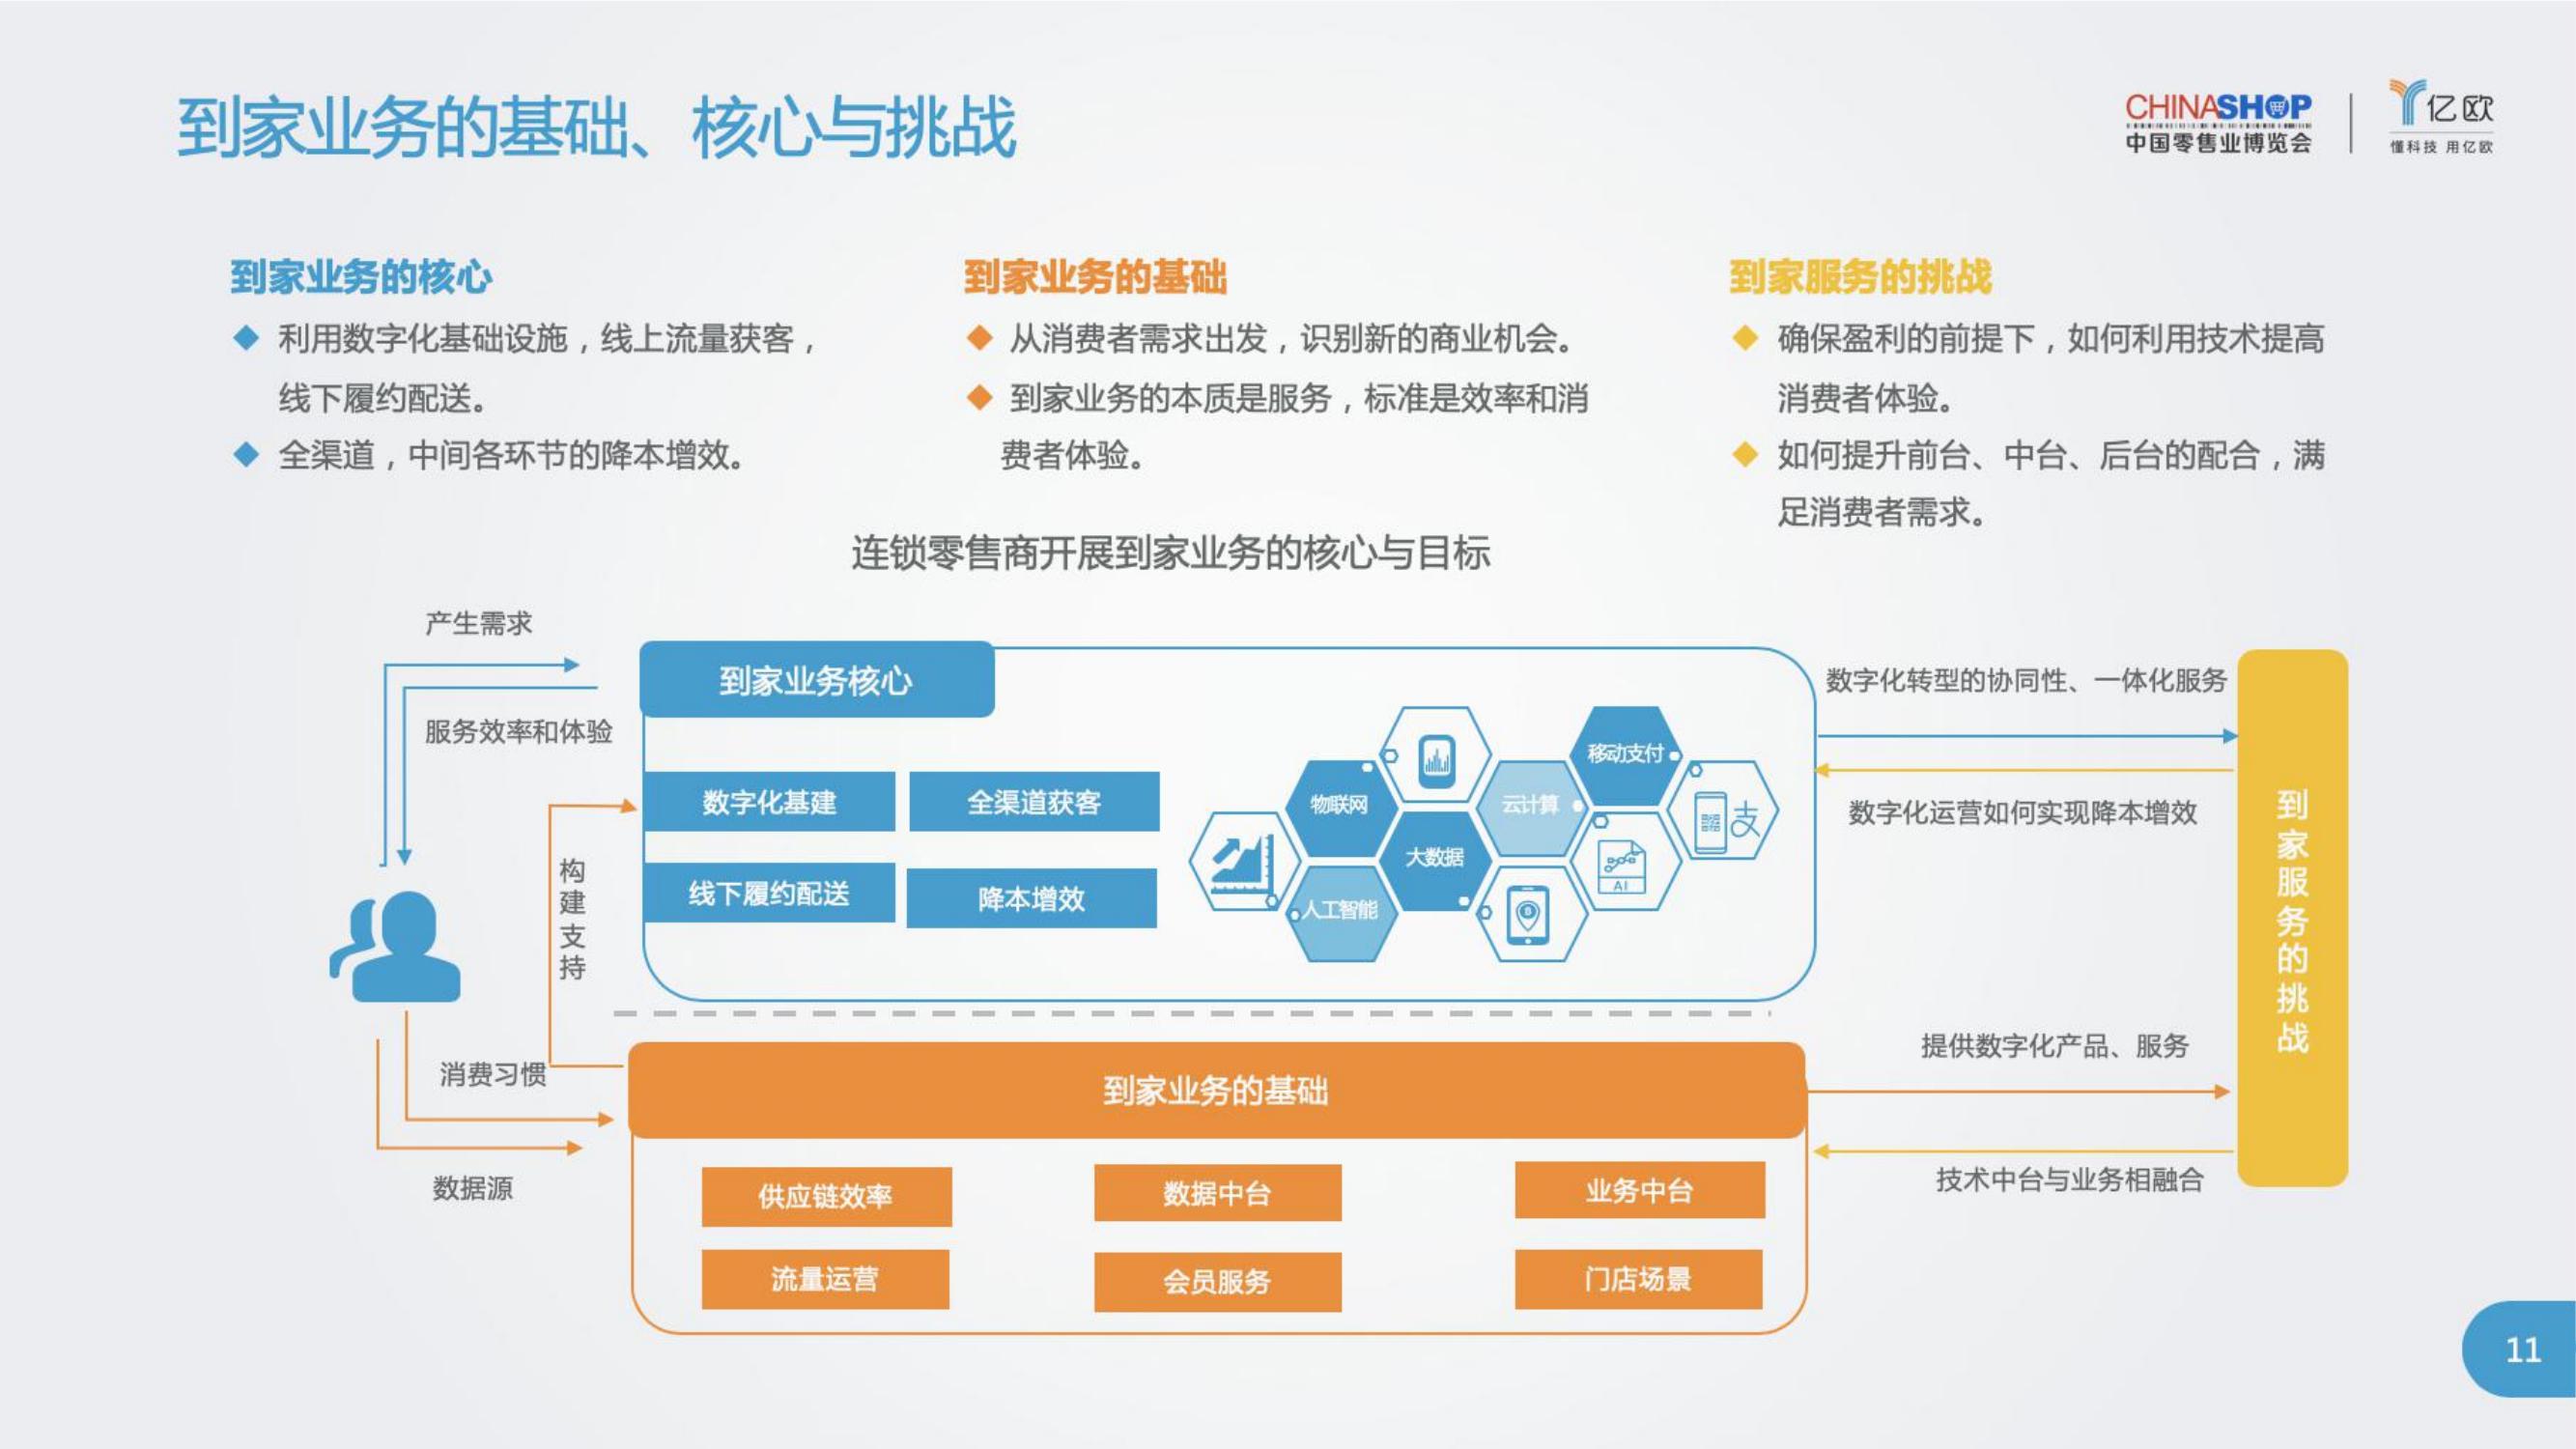 到家业务的基础、核心与挑战
CHINASHOP
中国零售业博览会
亿欧
懂科技 用亿欧
到家业务的核心
利用数字化基础设施，线上流量获客，
线下履约配送。
全渠道，中间各环节的降本增效。
到家业务的基础
从消费者需求出发，识别新的商业机会。
到家业务的本质是服务，标准是效率和消
费者体验。
到家服务的挑战
确保盈利的前提下，如何利用技术提高
消费者体验。
如何提升前台、中台、后台的配合，满
足消费者需求。
连锁零售商开展到家业务的核心与目标
产生需求
服务效率和体验
构建支持
消费习惯
数据源
到家业务核心
数字化基建
全渠道获客
线下履约配送
降本增效
物联网
移动支付
云计算
大数据
人工智能
支
AI
数字化转型的协同性、一体化服务
数字化运营如何实现降本增效
提供数字化产品、服务
技术中台与业务相融合
到家服务的挑战
到家业务的基础
供应链效率
数据中台
业务中台
流量运营
会员服务
门店场景
11